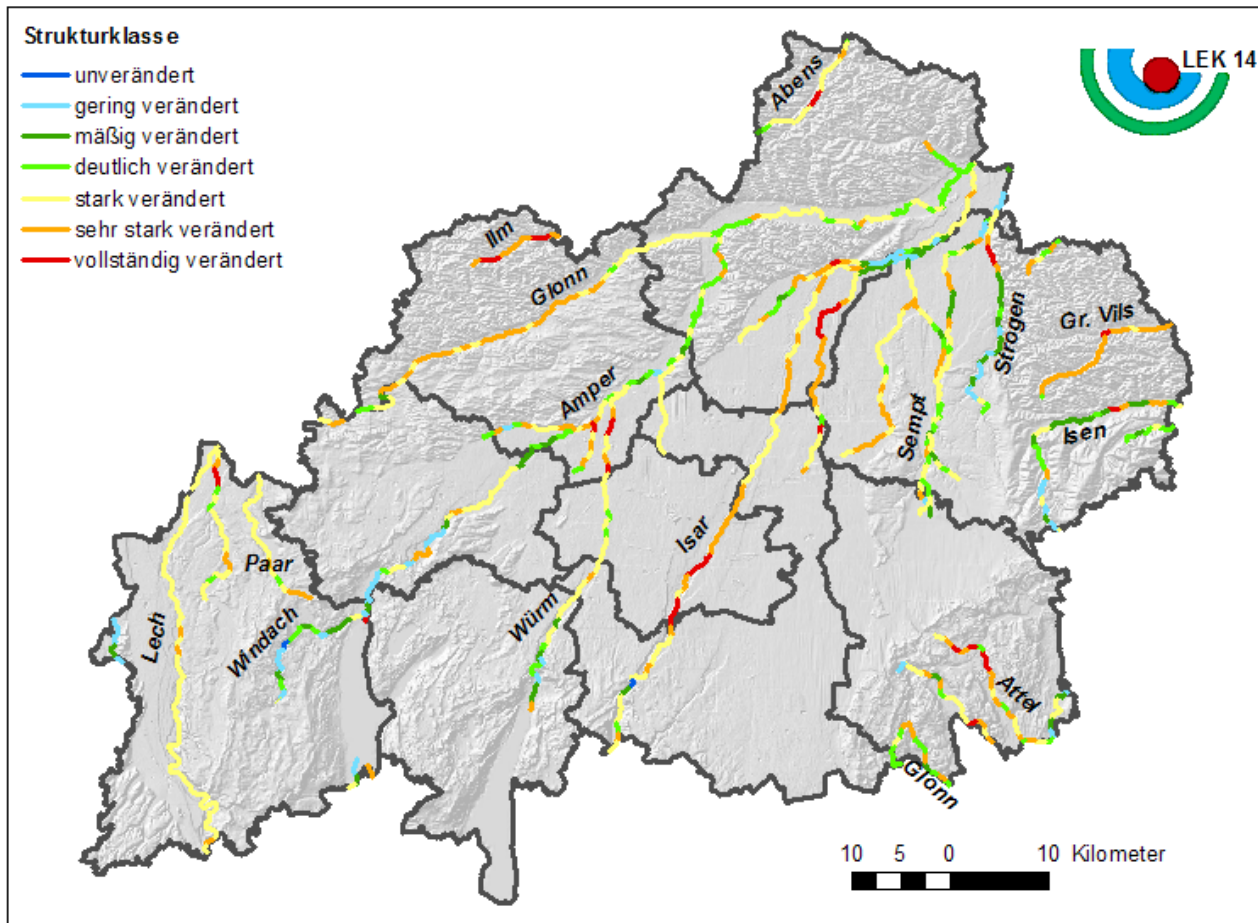 Strukturklasse
unverändert
gering verändert
mäßig verändert
deutlich verändert
stark verändert
sehr stark verändert
vollständig verändert
LEK 14
Abens
Ilm
Glonn
Strogen
Gr. Vils
Amper
Sempt
Isen
Isar
Paar
Lech
Windach
Würm
Attel
Glonn
10 5 0 10 Kilometer